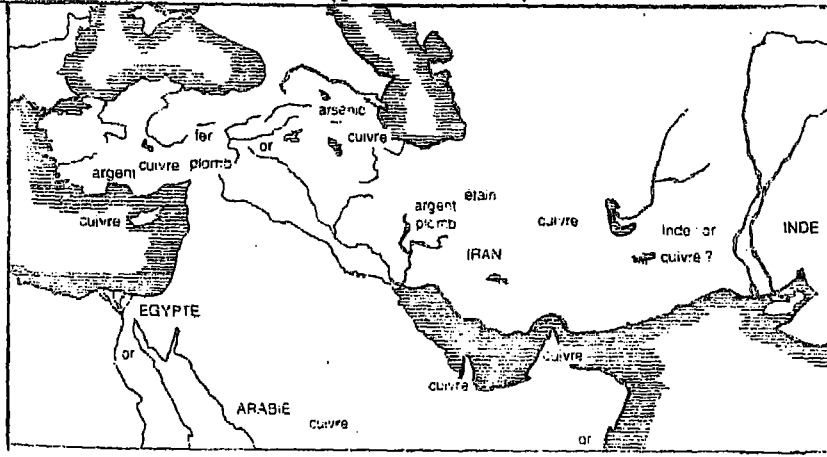 arsenic
fer
or
cuivre
argent
cuivre
plomb
cuivre
argent
plomb
étain
cuivre
Inde : or
cuivre ?
INDE
IRAN
EGYPTE
or
cuivre
cuivre
ARABIE
cuivre
or